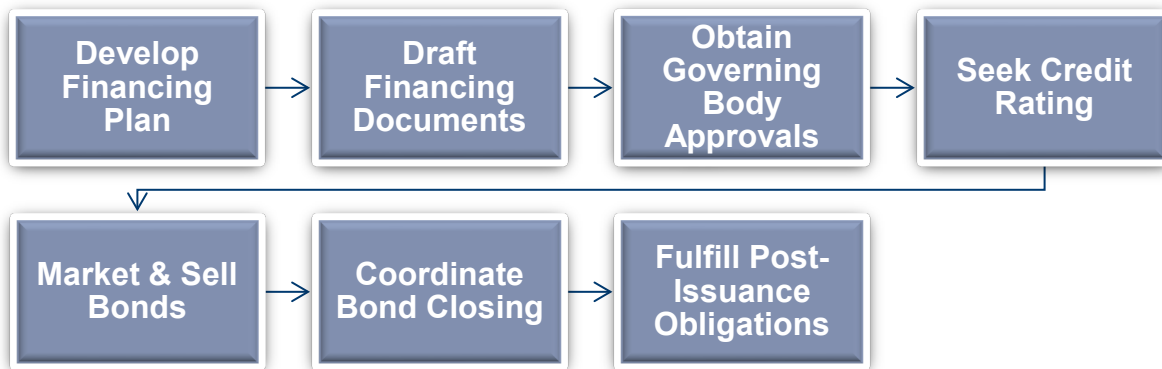 Develop
Financing
Plan
Draft
Financing
Documents
Obtain
Governing
Body
Approvals
Seek Credit
Rating
Market & Sell
Bonds
Coordinate
Bond Closing
Fulfill Post-
Issuance
Obligations